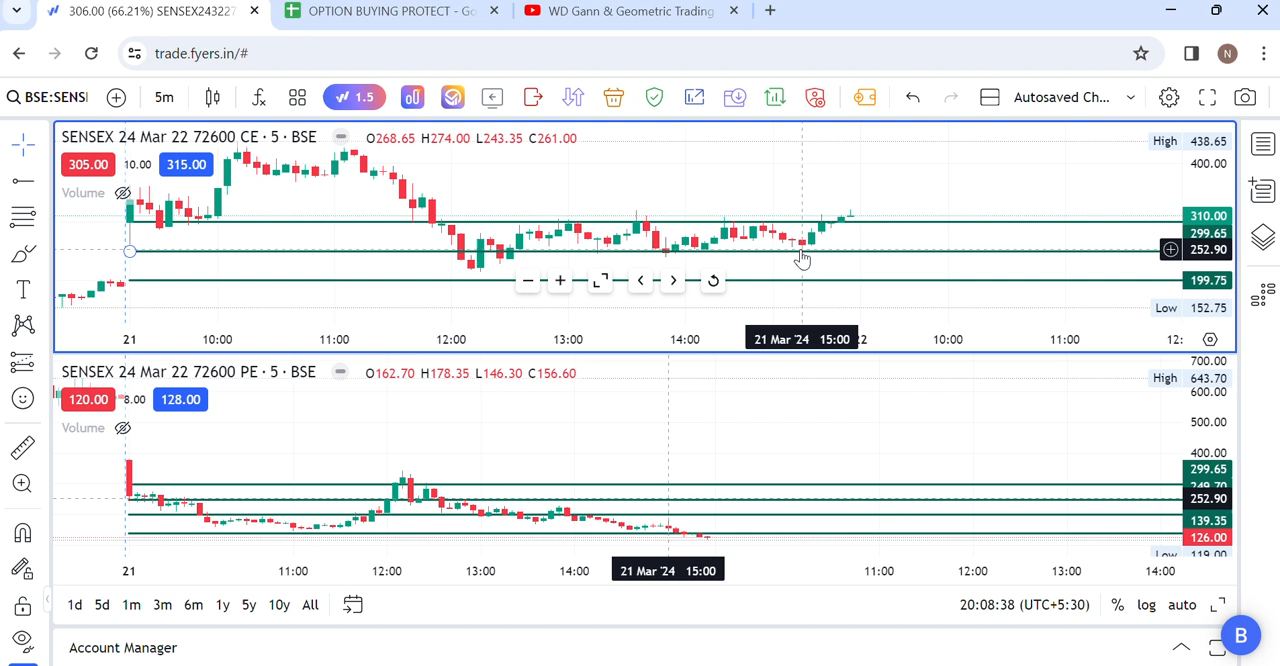 306.00 (66.21%) SENSEX243227
OPTION BUYING PROTECT - Go
WD Gann & Geometric Trading
trade.fyers.in/#
N
BSE:SENSI
5m
1.5
Autosaved Ch...
SENSEX 24 Mar 22 72600 CE · 5 · BSE
O268.65 H274.00 L243.35 C261.00
High 438.65
305.00
10.00
315.00
400.00
Volume
310.00
299.65
252.90
199.75
Low 152.75
21
10:00
11:00
12:00
13:00
14:00
21 Mar '24 15:00
2
10:00
11:00
12:
SENSEX 24 Mar 22 72600 PE · 5 · BSE
O162.70 H178.35 L146.30 C156.60
700.00
High 643.70
600.00
120.00
8.00
128.00
Volume
500.00
400.00
299.65
249.70
252.90
139.35
126.00
Low 119.00
21
11:00
12:00
13:00
14:00
21 Mar '24 15:00
11:00
12:00
13:00
14:00
1d 5d 1m 3m 6m 1y 5y 10y All
20:08:38 (UTC+5:30)
% log auto
B
Account Manager